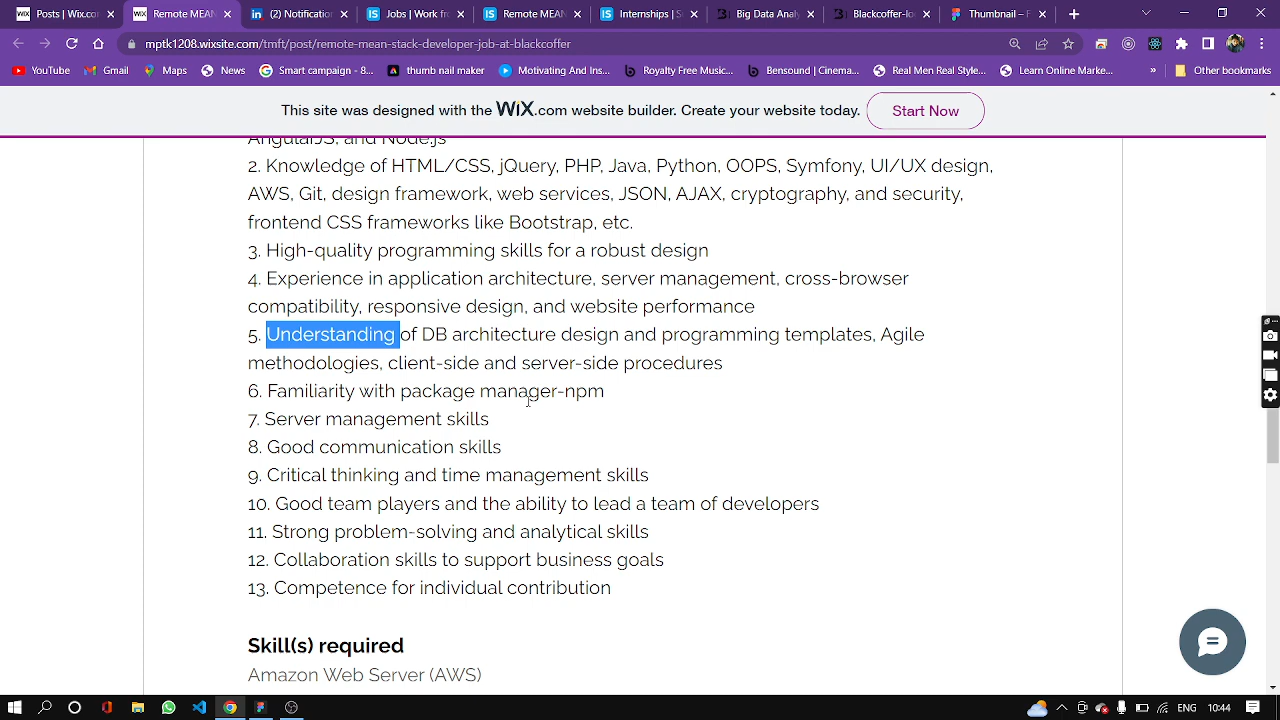 Posts | Wix.con
Remote MEAN
(2) Notification
Jobs | Work fr
Remote MEAN
Internships | S
Big Data Analy
Blackcoffer-lo
Thumbnail – F
mptk1208.wixsite.com/tmft/post/remote-mean-stack-developer-job-at-blackcoffer
YouTube
Gmail
Maps
News
Smart campaign - 8...
thumb nail maker
Motivating And Ins...
Royalty Free Music...
Bensound | Cinema...
Real Men Real Style...
Learn Online Marke...
»
Other bookmarks
This site was designed with the WiX.com website builder. Create your website today.
Start Now
AngularJS, and Node.js
2. Knowledge of HTML/CSS, jQuery, PHP, Java, Python, OOPS, Symfony, UI/UX design,
AWS, Git, design framework, web services, JSON, AJAX, cryptography, and security,
frontend CSS frameworks like Bootstrap, etc.
3. High-quality programming skills for a robust design
4. Experience in application architecture, server management, cross-browser
compatibility, responsive design, and website performance
5. Understanding of DB architecture design and programming templates, Agile
methodologies, client-side and server-side procedures
6. Familiarity with package manager-npm
7. Server management skills
8. Good communication skills
9. Critical thinking and time management skills
10. Good team players and the ability to lead a team of developers
11. Strong problem-solving and analytical skills
12. Collaboration skills to support business goals
13. Competence for individual contribution
Skill(s) required
Amazon Web Server (AWS)
ENG
10:44